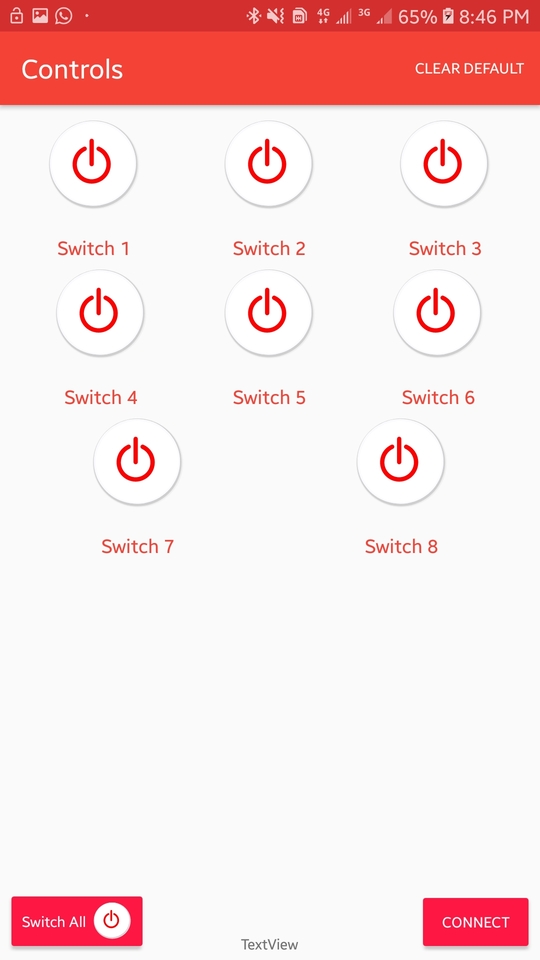 4G 3G 65% 8:46 PM
Controls CLEAR DEFAULT
Switch 1 Switch 2 Switch 3
Switch 4 Switch 5 Switch 6
Switch 7 Switch 8
Switch All CONNECT
TextView